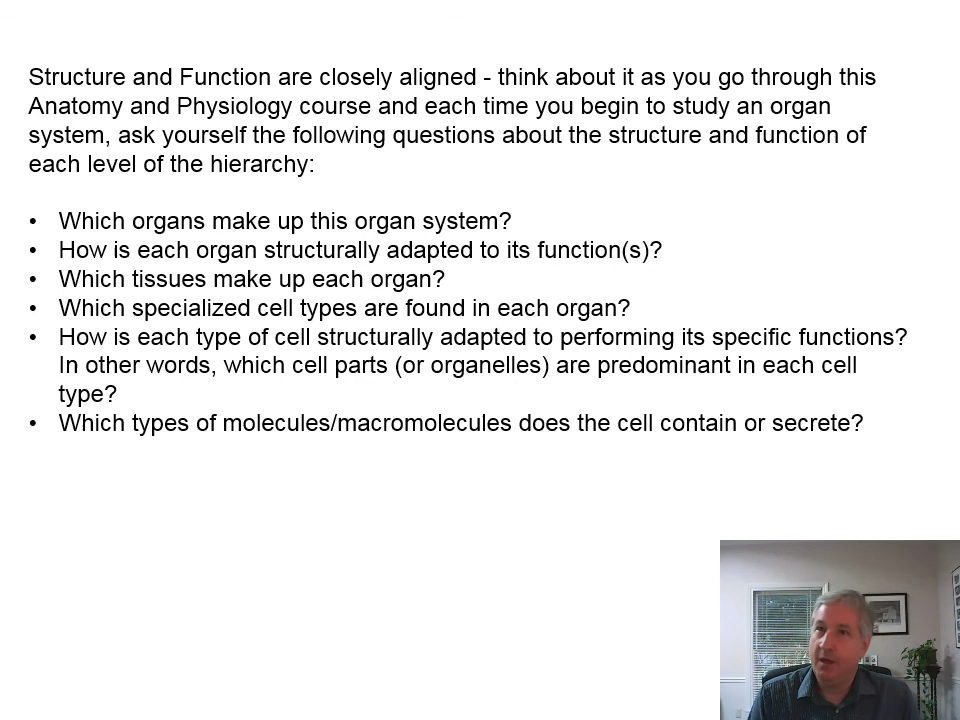 Structure and Function are closely aligned - think about it as you go through this
Anatomy and Physiology course and each time you begin to study an organ
system, ask yourself the following questions about the structure and function of
each level of the hierarchy:
• Which organs make up this organ system?
• How is each organ structurally adapted to its function(s)?
• Which tissues make up each organ?
• Which specialized cell types are found in each organ?
• How is each type of cell structurally adapted to performing its specific functions?
In other words, which cell parts (or organelles) are predominant in each cell
type?
• Which types of molecules/macromolecules does the cell contain or secrete?